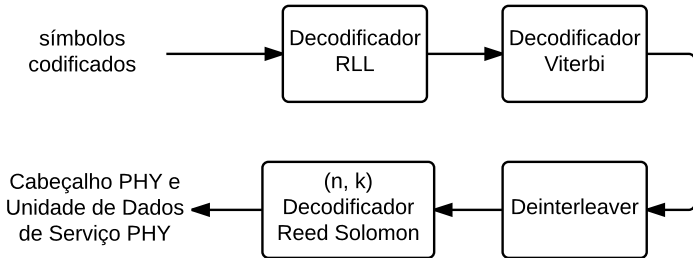 símbolos
codificados
Decodificador
RLL
Decodificador
Viterbi
Cabeçalho PHY e
Unidade de Dados
de Serviço PHY
(n, k)
Decodificador
Reed Solomon
Deinterleaver